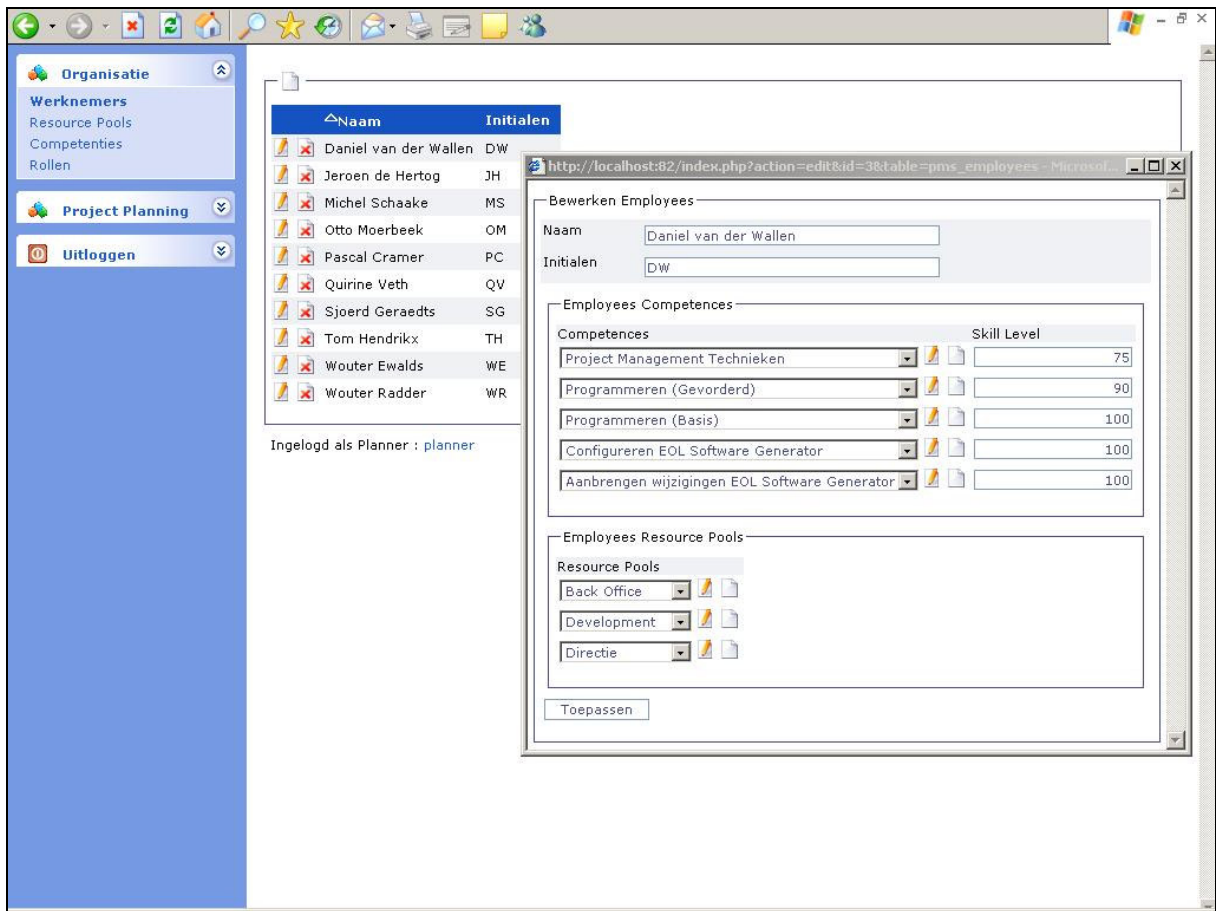 Organisatie
Werknemers
Resource Pools
Competenties
Rollen
Project Planning
Uitloggen
Naam Initialen
Daniel van der Wallen DW
Jeroen de Hertog JH
Michel Schaake MS
Otto Moerbeek OM
Pascal Cramer PC
Quirine Veth QV
Sjoerd Geraedts SG
Tom Hendrikx TH
Wouter Ewalds WE
Wouter Radder WR
Ingelogd als Planner : planner
http://localhost:82/index.php?action=edit&id=3&table=pms_employees - Microsof...
Bewerken Employees
Naam Daniel van der Wallen
Initialen DW
Employees Competences
Competences Skill Level
Project Management Technieken 75
Programmeren (Gevorderd) 90
Programmeren (Basis) 100
Configureren EOL Software Generator 100
Aanbrengen wijzigingen EOL Software Generator 100
Employees Resource Pools
Resource Pools
Back Office
Development
Directie
Toepassen